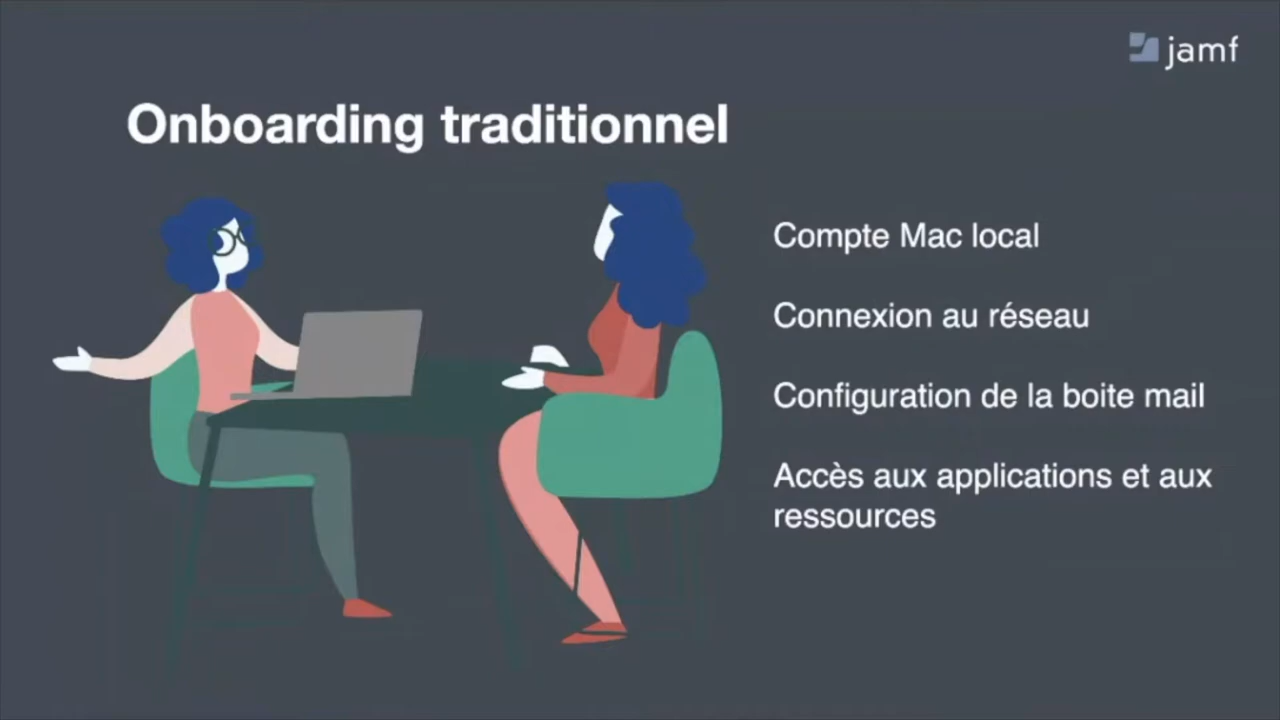 jamf
Onboarding traditionnel
Compte Mac local
Connexion au réseau
Configuration de la boite mail
Accès aux applications et aux
ressources